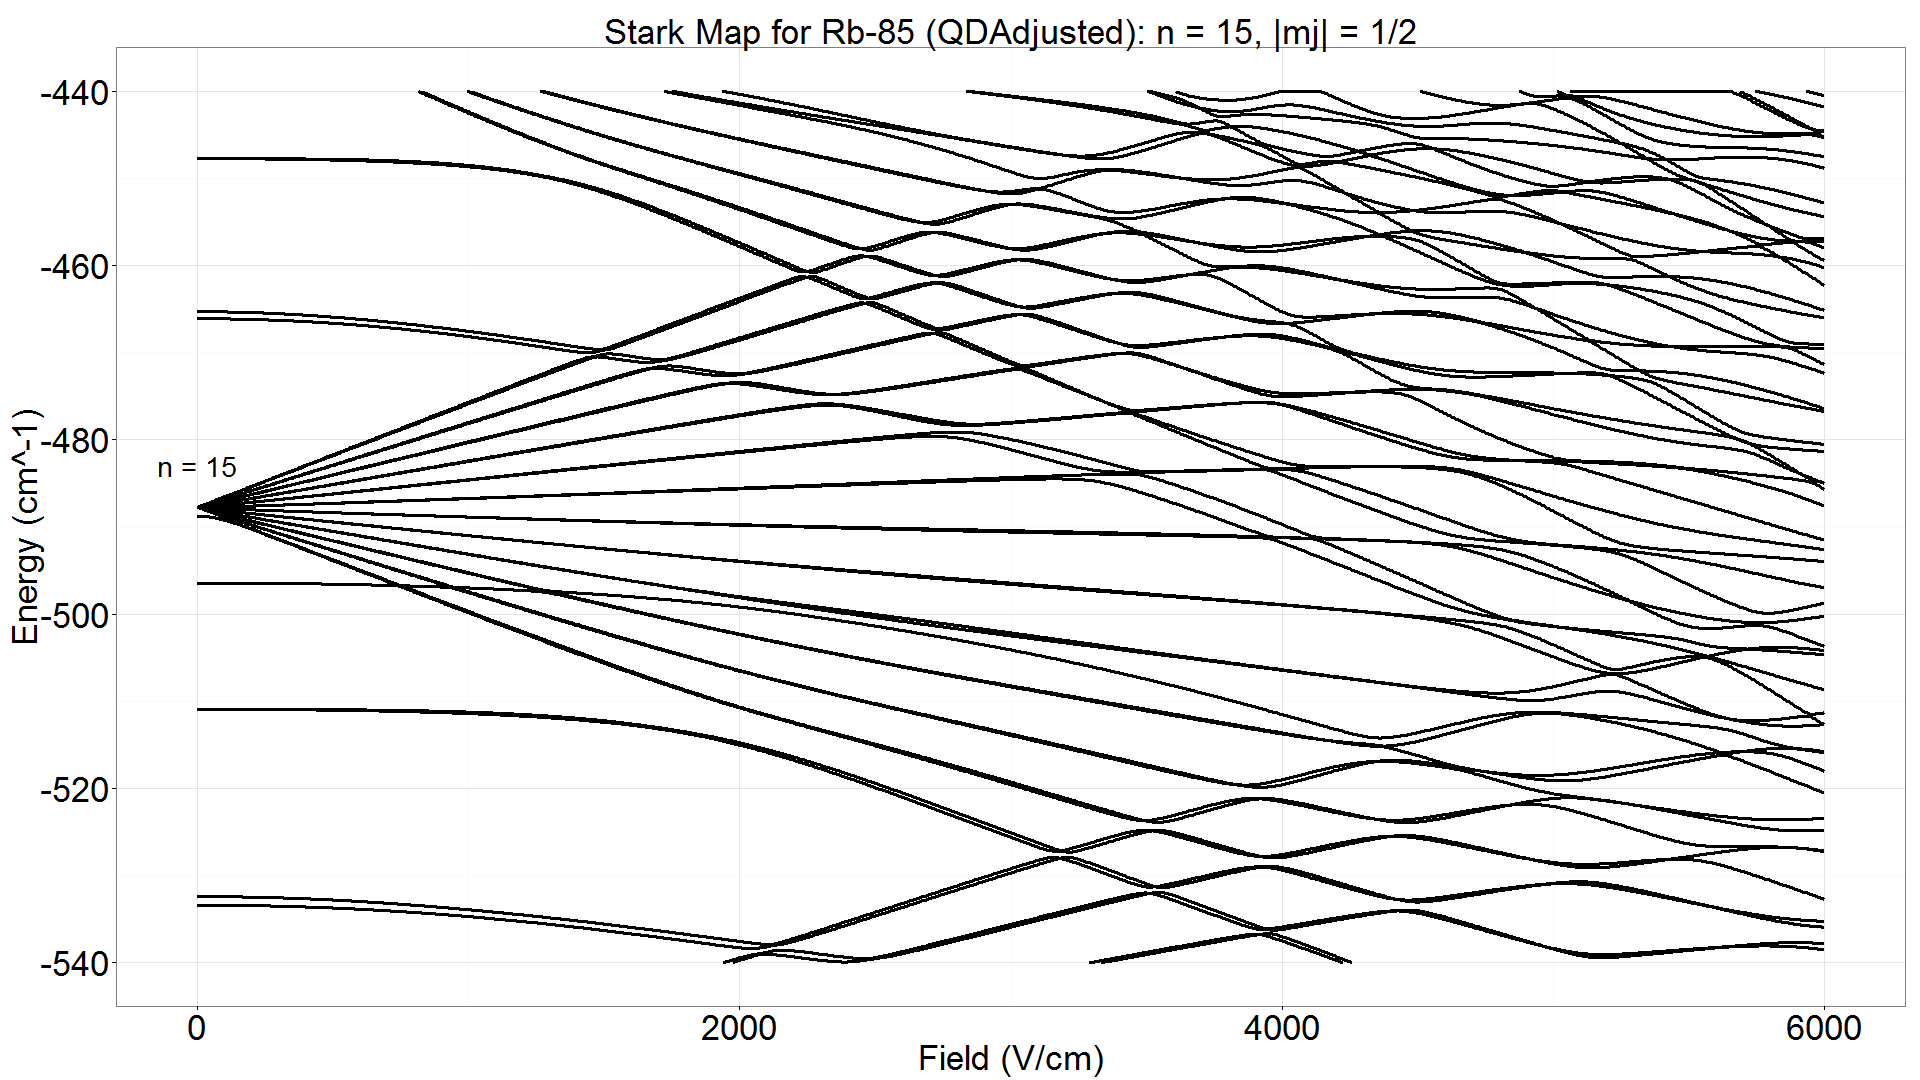 Stark Map for Rb-85 (QDAdjusted): n = 15, |mj| = 1/2
-440
-460
-480
-500
-520
-540
Energy (cm^-1)
n = 15
0
2000
4000
6000
Field (V/cm)